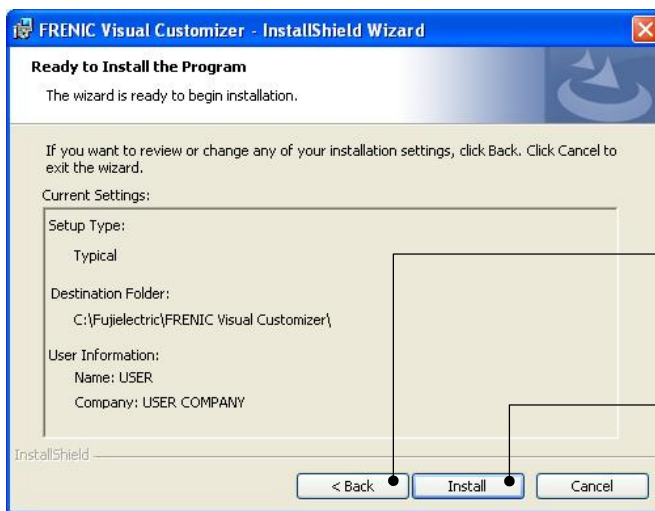 FRENIC Visual Customizer - InstallShield Wizard
Ready to Install the Program
The wizard is ready to begin installation.
If you want to review or change any of your installation settings, click Back. Click Cancel to
exit the wizard.
Current Settings:
Setup Type:
Typical
Destination Folder:
C:\Fujielectric\FRENIC Visual Customizer\
User Information:
Name: USER
Company: USER COMPANY
InstallShield
< Back
Install
Cancel